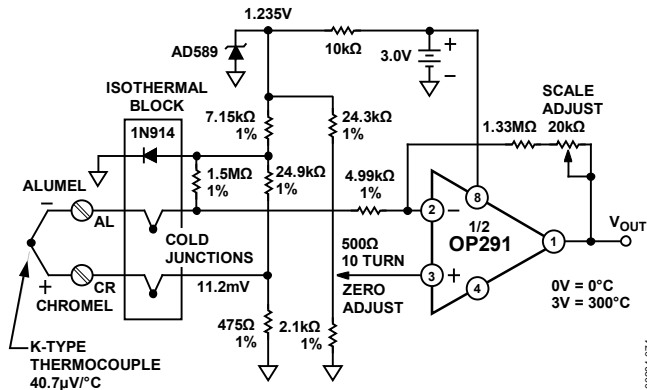 1.235V
AD589
10kΩ
3.0V
+
−
ISOTHERMAL
BLOCK
1N914
7.15kΩ
1%
24.3kΩ
1%
SCALE
ADJUST
1.33MΩ
20kΩ
1.5MΩ
1%
24.9kΩ
1%
4.99kΩ
1%
ALUMEL
−
AL
COLD
JUNCTIONS
2
−
8
1/2
OP291
1
VOUT
500Ω
10 TURN
3
+
ZERO
ADJUST
4
0V = 0°C
3V = 300°C
CR
+
CHROMEL
11.2mV
475Ω
1%
2.1kΩ
1%
K-TYPE
THERMOCOUPLE
40.7µV/°C